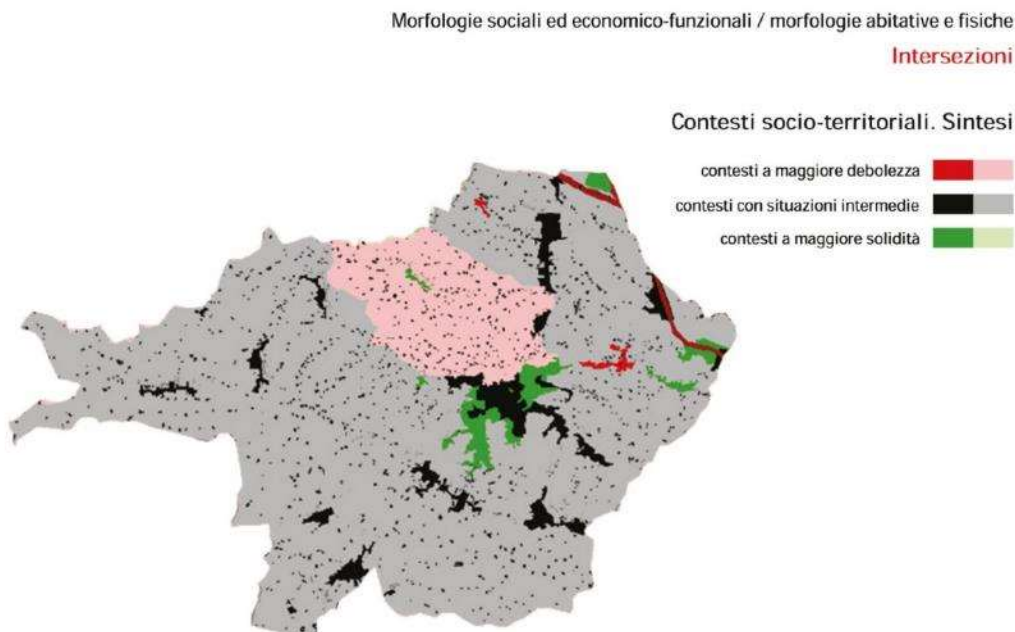 Morfologie sociali ed economico-funzionali / morfologie abitative e fisiche
Intersezioni
Contesti socio-territoriali. Sintesi
contesti a maggiore debolezza
contesti con situazioni intermedie
contesti a maggiore solidità